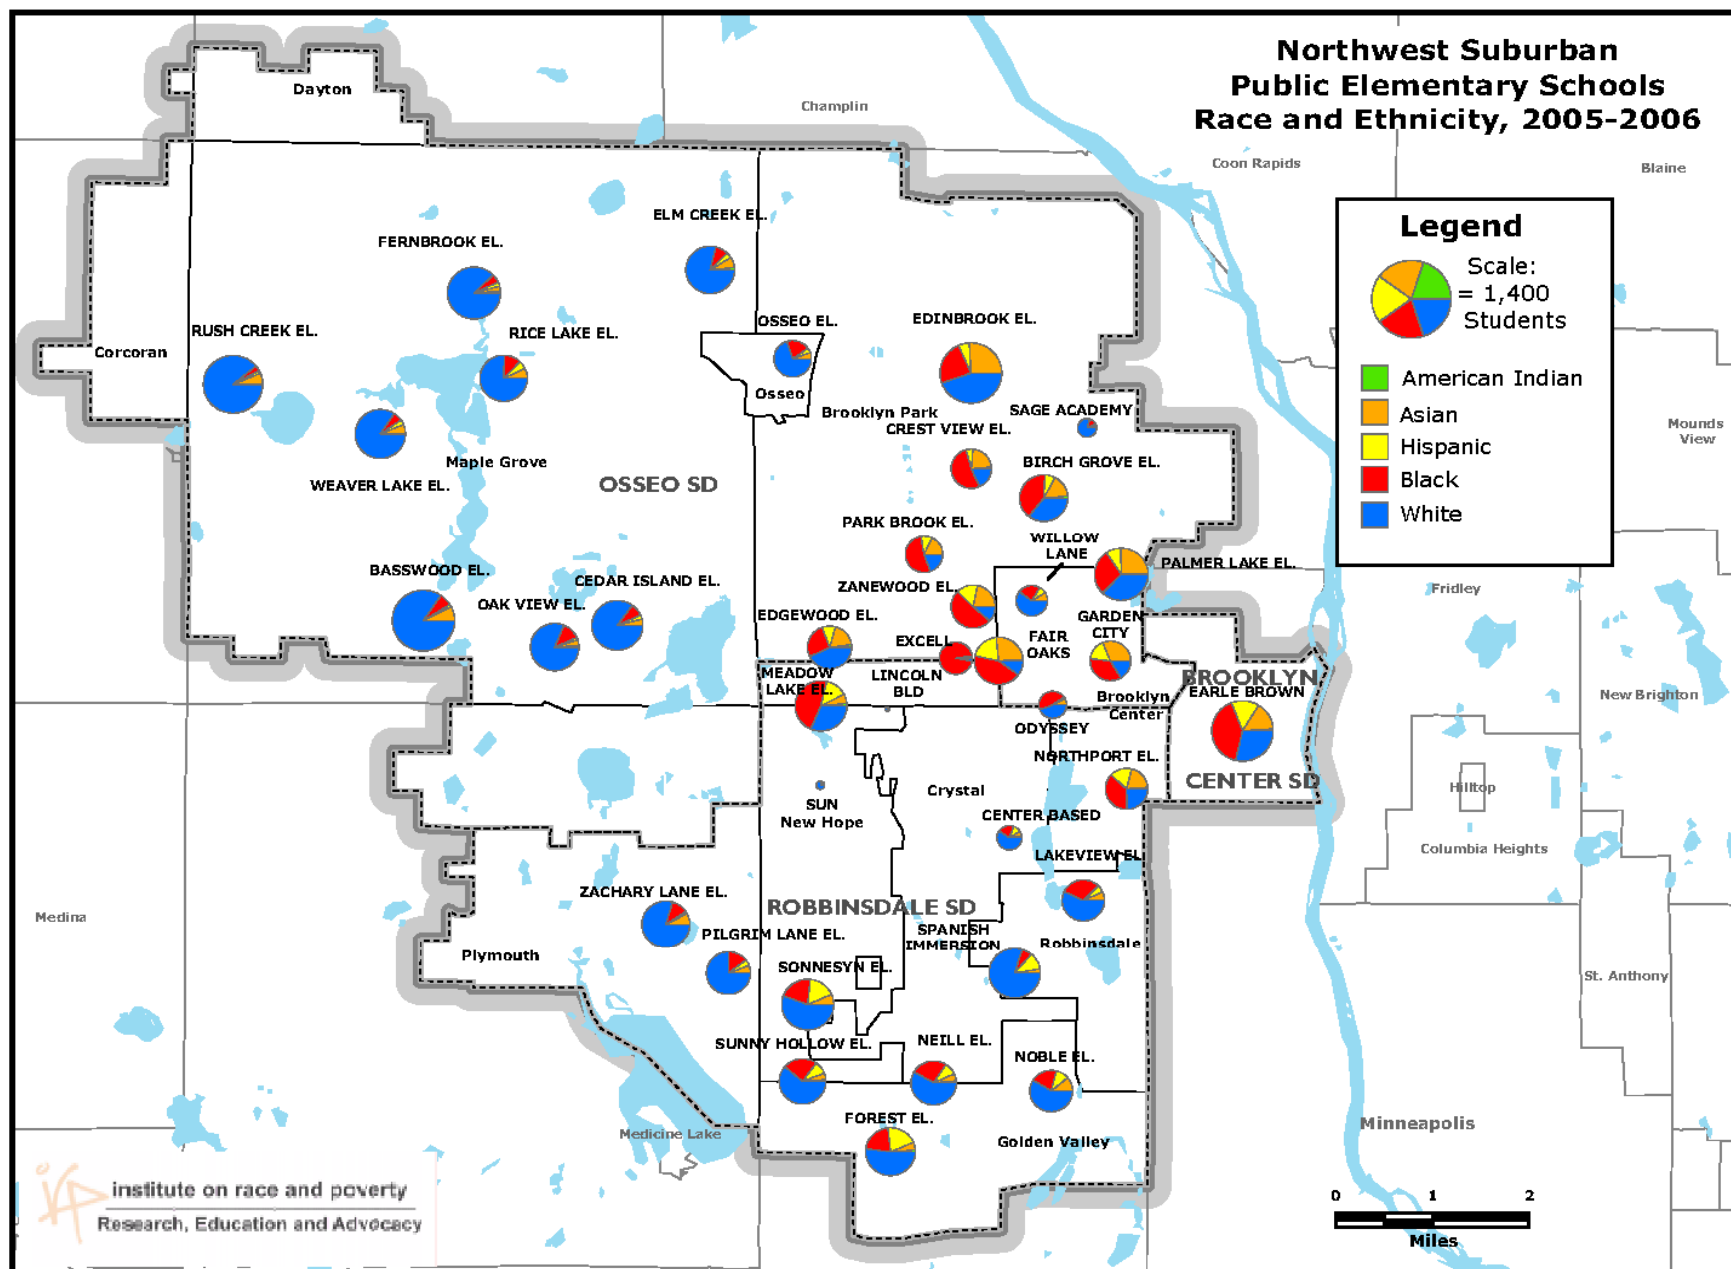 Northwest Suburban
Public Elementary Schools
Race and Ethnicity, 2005-2006
Dayton
Champlin
Coon Rapids
Blaine
Legend
Scale:
= 1,400
Students
American Indian
Asian
Hispanic
Black
White
ELM CREEK EL.
FERNBROOK EL.
RUSH CREEK EL.
RICE LAKE EL.
OSSEO EL.
EDINBROOK EL.
Corcoran
Osseo
Brooklyn Park
SAGE ACADEMY
CREST VIEW EL.
Mounds
View
Maple Grove
BIRCH GROVE EL.
WEAVER LAKE EL.
OSSEO SD
PARK BROOK EL.
WILLOW
LANE
PALMER LAKE EL.
BASSWOOD EL.
CEDAR ISLAND EL.
ZANEWOOD EL.
Fridley
OAK VIEW EL.
EDGEWOOD EL.
GARDEN
CITY
EXCELL
FAIR
OAKS
MEADOW
LAKE EL.
LINCOLN
BLD
BROOKLYN
EARLE BROWN
New Brighton
Brooklyn
Center
ODYSSEY
NORTHPORT EL.
CENTER SD
Hilltop
Crystal
SUN
New Hope
CENTER BASED
LAKEVIEW EL.
Columbia Heights
ZACHARY LANE EL.
ROBBINSDALE SD
Medina
PILGRIM LANE EL.
SPANISH
IMMERSION
Robbinsdale
Plymouth
SONNESYN EL.
St. Anthony
SUNNY HOLLOW EL.
NEILL EL.
NOBLE EL.
FOREST EL.
Minneapolis
Medicine Lake
Golden Valley
irp
institute on race and poverty
Research, Education and Advocacy
0 1 2
Miles